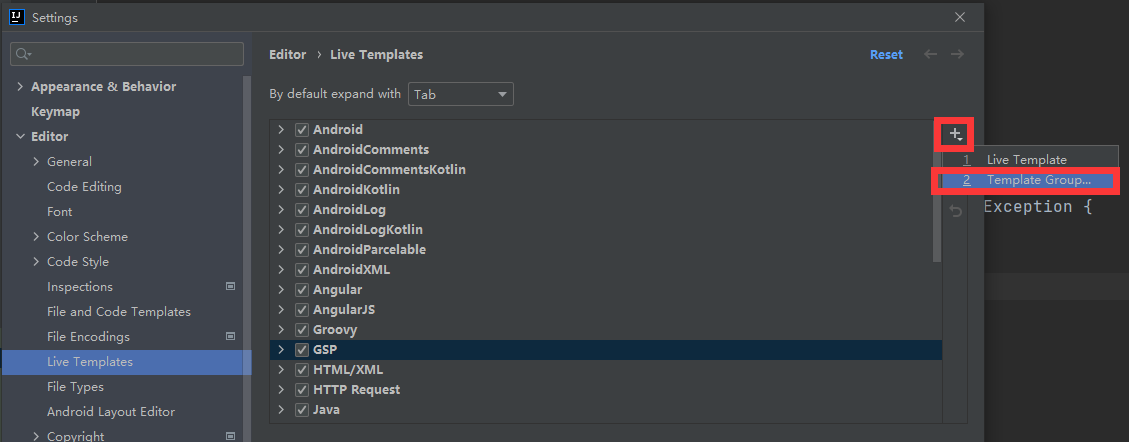 IJ Settings
Editor › Live Templates Reset
By default expand with Tab
Appearance & Behavior
Keymap
Editor
General
Code Editing
Font
Color Scheme
Code Style
Inspections
File and Code Templates
File Encodings
Live Templates
File Types
Android Layout Editor
Copyright
Android
AndroidComments
AndroidCommentsKotlin
AndroidKotlin
AndroidLog
AndroidLogKotlin
AndroidParcelable
AndroidXML
Angular
AngularJS
Groovy
GSP
HTML/XML
HTTP Request
Java
1 Live Template
2 Template Group...
Exception {